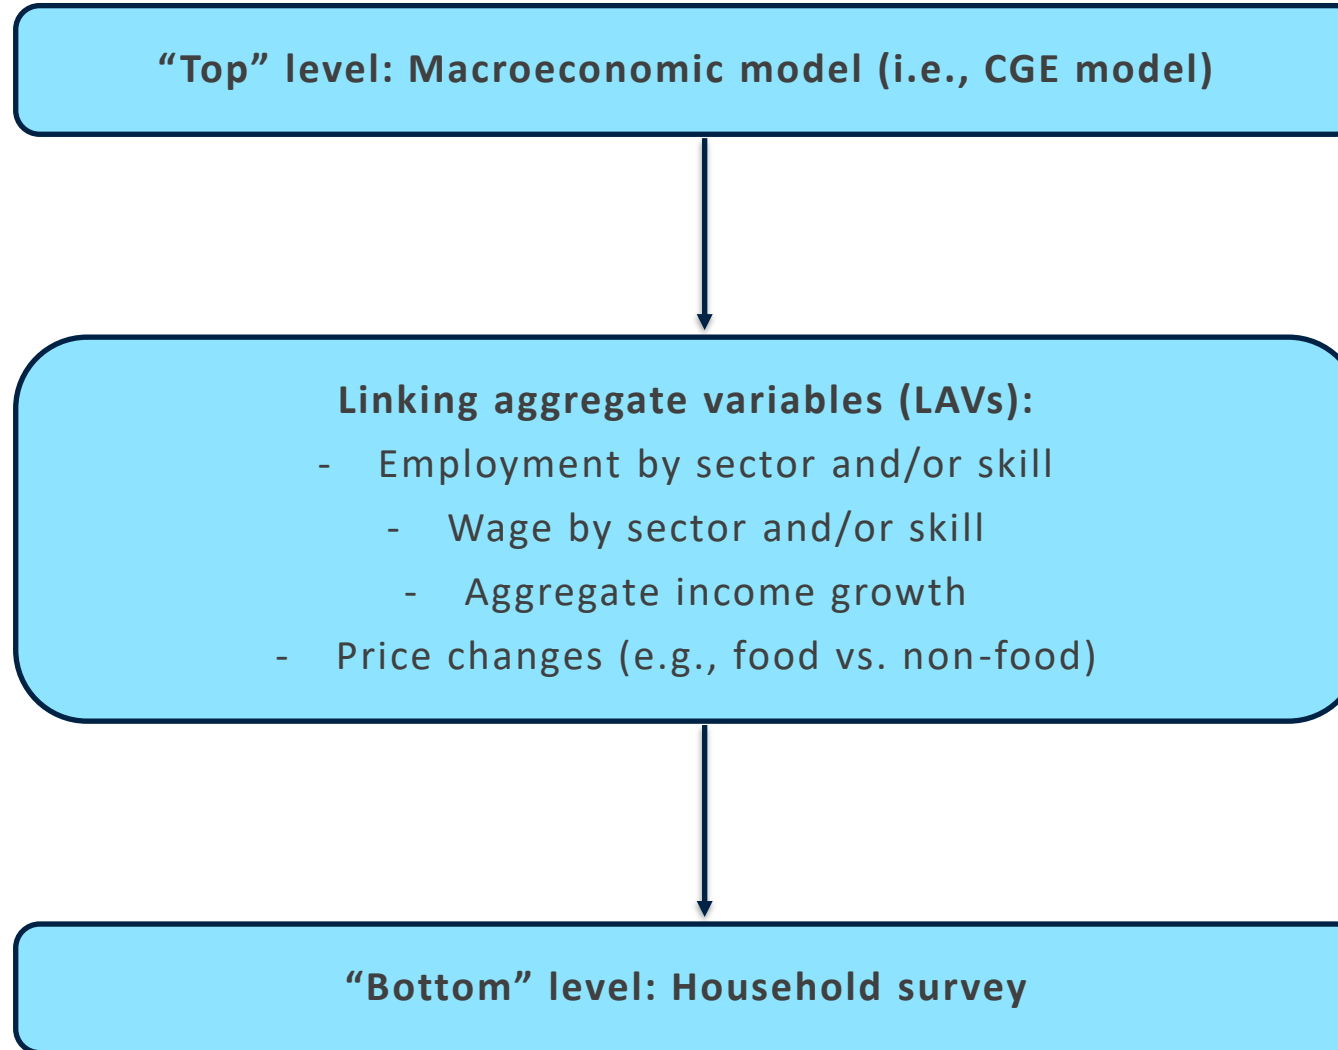 “Top” level: Macroeconomic model (i.e., CGE model)
Linking aggregate variables (LAVs):
- Employment by sector and/or skill
- Wage by sector and/or skill
- Aggregate income growth
- Price changes (e.g., food vs. non-food)
“Bottom” level: Household survey